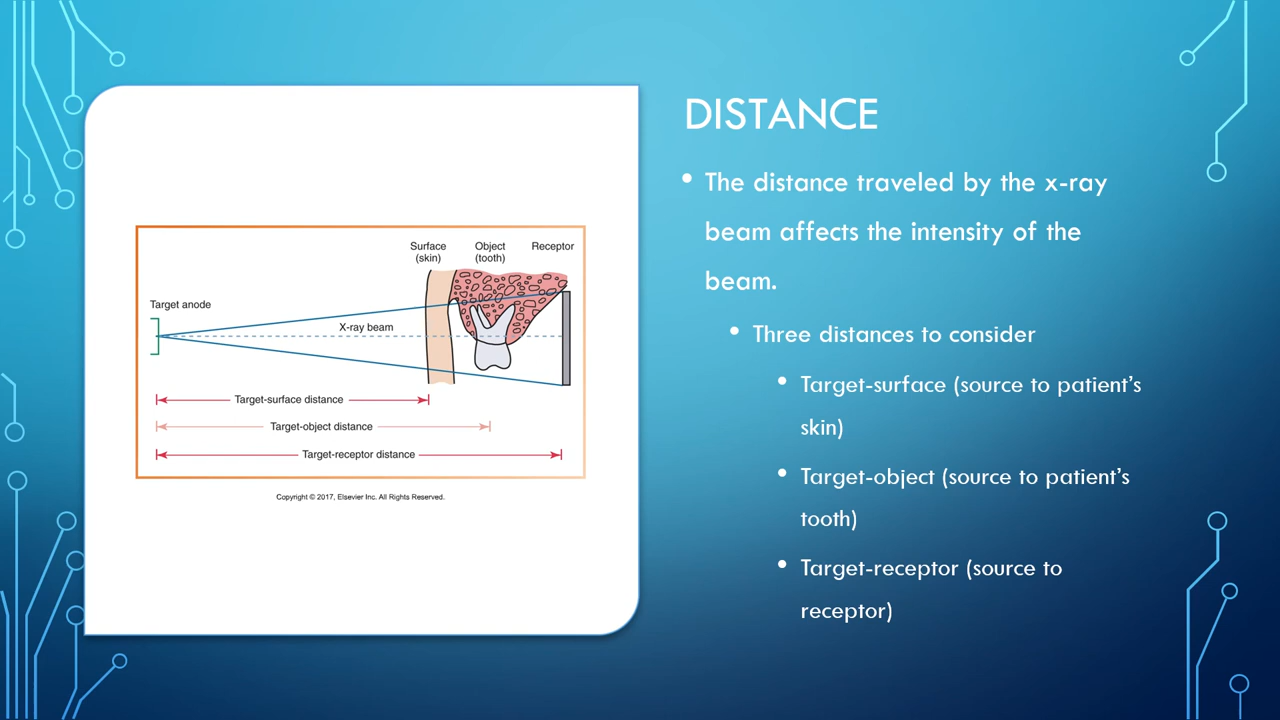 Surface
(skin)
Object
(tooth)
Receptor
Target anode
X-ray beam
Target-surface distance
Target-object distance
Target-receptor distance
Copyright © 2017, Elsevier Inc. All Rights Reserved.
DISTANCE
• The distance traveled by the x-ray
beam affects the intensity of the
beam.
• Three distances to consider
• Target-surface (source to patient's
skin)
• Target-object (source to patient's
tooth)
• Target-receptor (source to
receptor)